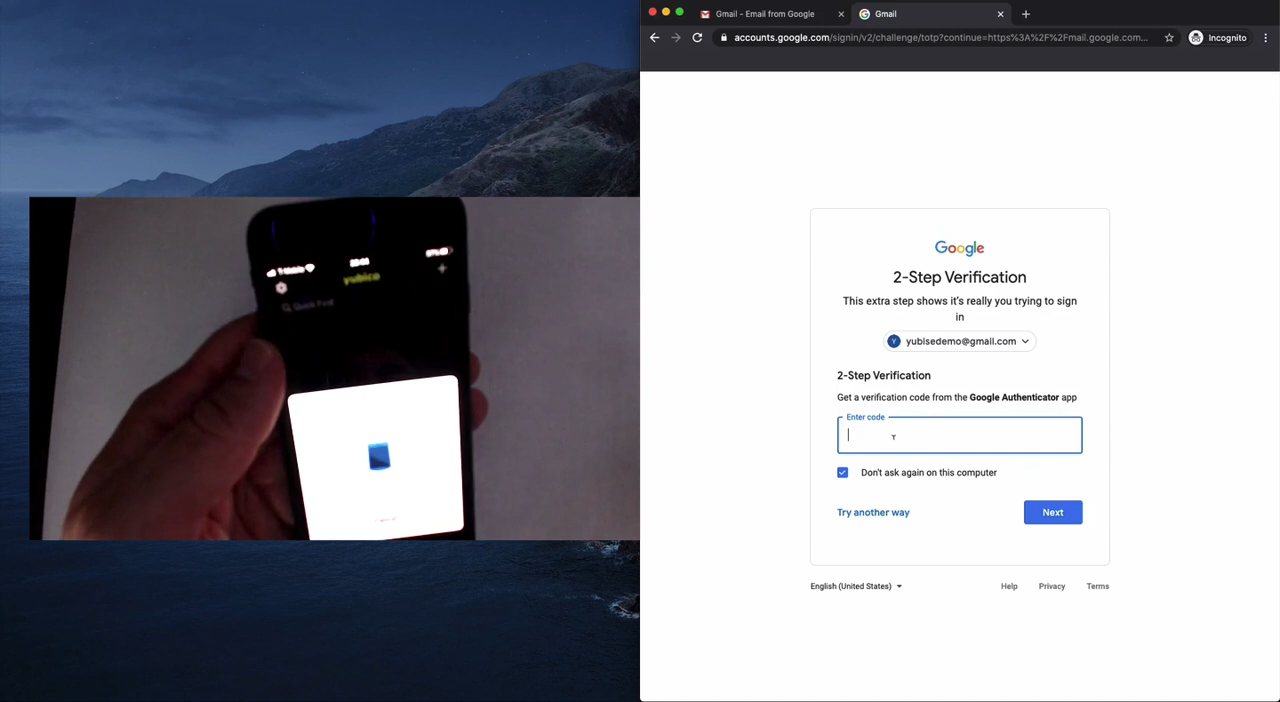 yubico
Quick Find
Gmail - Email from Google
Gmail
accounts.google.com/signin/v2/challenge/totp?continue=https%3A%2F%2Fmail.google.com...
Incognito
Google
2-Step Verification
This extra step shows it's really you trying to sign
in
Y
yubisedemo@gmail.com
2-Step Verification
Get a verification code from the Google Authenticator app
Enter code
Don't ask again on this computer
Try another way
Next
English (United States)
Help
Privacy
Terms